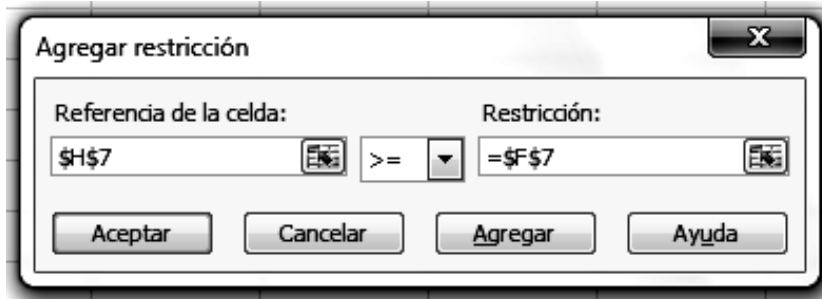 Agregar restricción
Referencia de la celda: Restricción:
$H$7 >= =$F$7
Aceptar Cancelar Agregar Ayuda